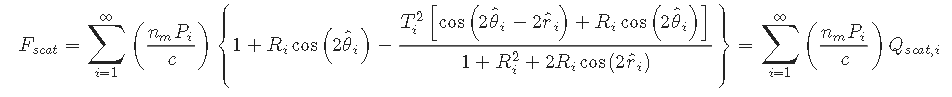 F_{scat} = \sum_{i=1}^{\infty} \left( \frac{n_m P_i}{c} \right) \left\{ 1 + R_i \cos\left(2\hat{\theta}_i\right) - \frac{T_i^2 \left[ \cos\left(2\hat{\theta}_i - 2\hat{r}_i\right) + R_i \cos\left(2\hat{\theta}_i\right) \right]}{1 + R_i^2 + 2R_i \cos(2\hat{r}_i)} \right\} = \sum_{i=1}^{\infty} \left( \frac{n_m P_i}{c} \right) Q_{scat,i}